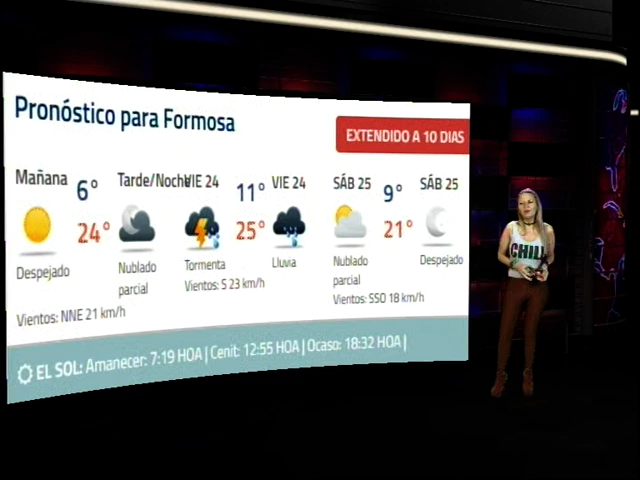 Pronóstico para Formosa
EXTENDIDO A 10 DIAS
Mañana
6°
24°
Despejado
Vientos: NNE 21 km/h
Tarde/Noche
Nublado
parcial
VIE 24
11°
25°
Tormenta
Vientos: S 23 km/h
VIE 24
Lluvia
SÁB 25
9°
21°
Nublado
parcial
Vientos: SSO 18 km/h
SÁB 25
Despejado
EL SOL: Amanecer: 7:19 HOA | Cenit: 12:55 HOA | Ocaso: 18:32 HOA |
CHILL